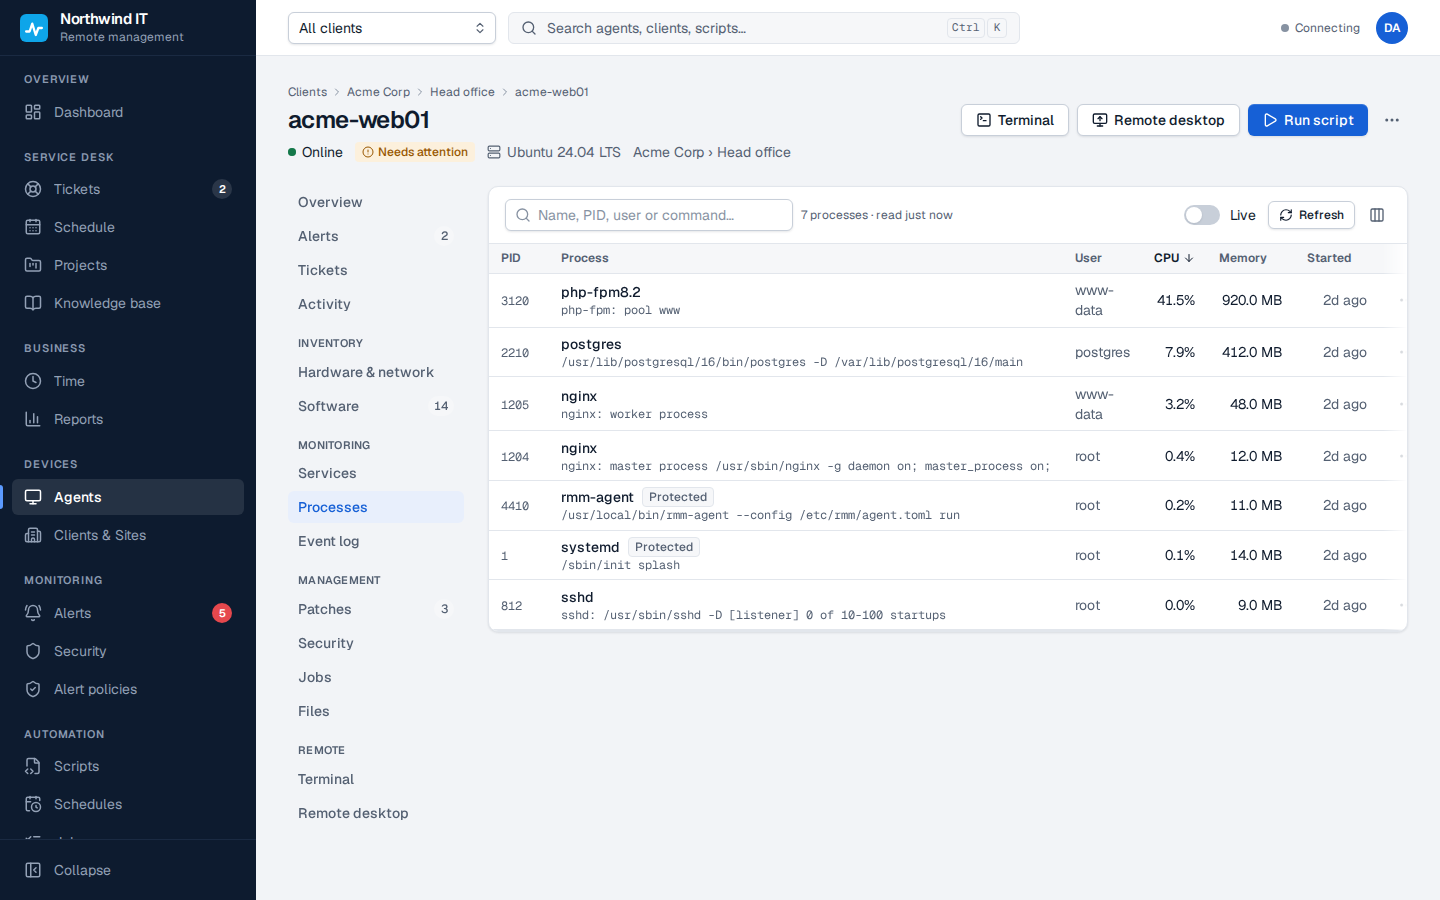 Northwind IT
Remote management
OVERVIEW
Dashboard
SERVICE DESK
Tickets 2
Schedule
Projects
Knowledge base
BUSINESS
Time
Reports
DEVICES
Agents
Clients & Sites
MONITORING
Alerts 5
Security
Alert policies
AUTOMATION
Scripts
Schedules
Collapse
All clients
Search agents, clients, scripts… Ctrl K
Connecting
DA
Clients › Acme Corp › Head office › acme-web01
acme-web01
Terminal
Remote desktop
Run script
Online
Needs attention
Ubuntu 24.04 LTS
Acme Corp › Head office
Overview
Alerts 2
Tickets
Activity
INVENTORY
Hardware & network
Software 14
MONITORING
Services
Processes
Event log
MANAGEMENT
Patches 3
Security
Jobs
Files
REMOTE
Terminal
Remote desktop
Name, PID, user or command…
7 processes · read just now
Live
Refresh
PID Process User CPU ↓ Memory Started
3120 php-fpm8.2 www-data 41.5% 920.0 MB 2d ago
php-fpm: pool www
2210 postgres postgres 7.9% 412.0 MB 2d ago
/usr/lib/postgresql/16/bin/postgres -D /var/lib/postgresql/16/main
1205 nginx www-data 3.2% 48.0 MB 2d ago
nginx: worker process
1204 nginx root 0.4% 12.0 MB 2d ago
nginx: master process /usr/sbin/nginx -g daemon on; master_process on;
4410 rmm-agent Protected root 0.2% 11.0 MB 2d ago
/usr/local/bin/rmm-agent --config /etc/rmm/agent.toml run
1 systemd Protected root 0.1% 14.0 MB 2d ago
/sbin/init splash
812 sshd root 0.0% 9.0 MB 2d ago
sshd: /usr/sbin/sshd -D [listener] 0 of 10-100 startups